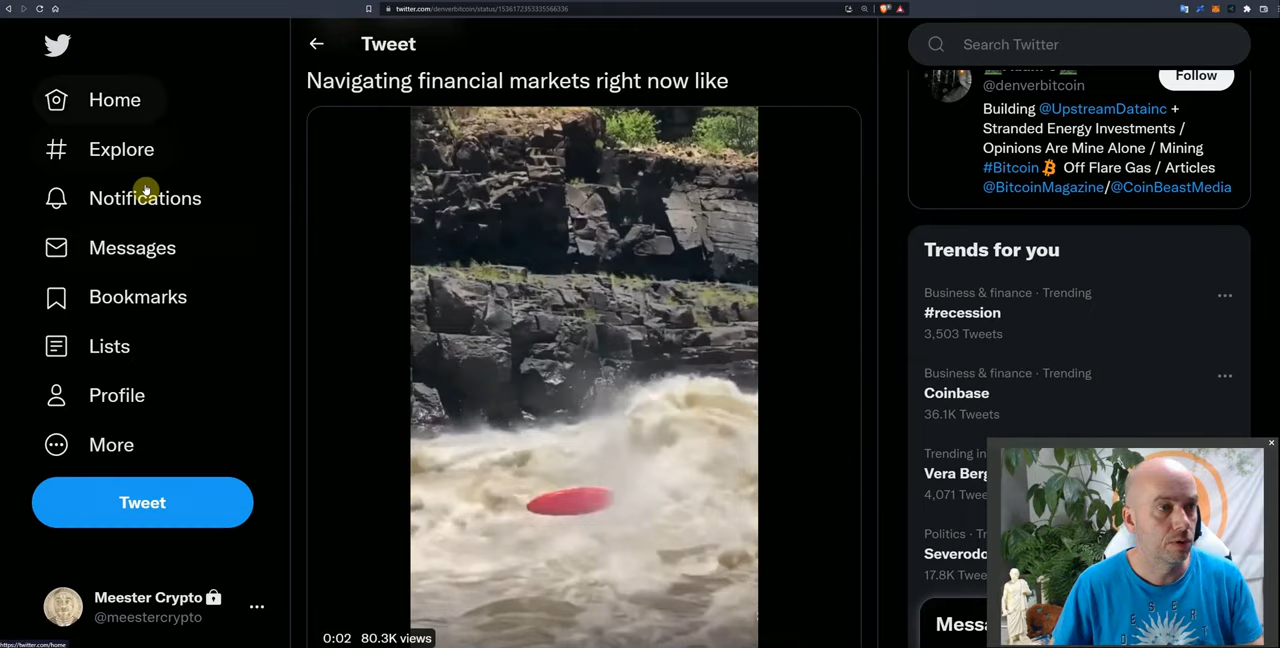 twitter.com/denverbitcoin/status/1536172353335566336
Home
Explore
Notifications
Messages
Bookmarks
Lists
Profile
More
Tweet
Meester Crypto
@meestercrypto
https://twitter.com/home
Tweet
Navigating financial markets right now like
0:02 80.3K views
Search Twitter
@denverbitcoin
Follow
Building @UpstreamDatainc +
Stranded Energy Investments /
Opinions Are Mine Alone / Mining
#Bitcoin Off Flare Gas / Articles
@BitcoinMagazine/@CoinBeastMedia
Trends for you
Business & finance · Trending
#recession
3,503 Tweets
Business & finance · Trending
Coinbase
36.1K Tweets
Trending in
Vera Berg
4,071 Twee
Politics · Tr
Severodo
17.8K Twee
Messa